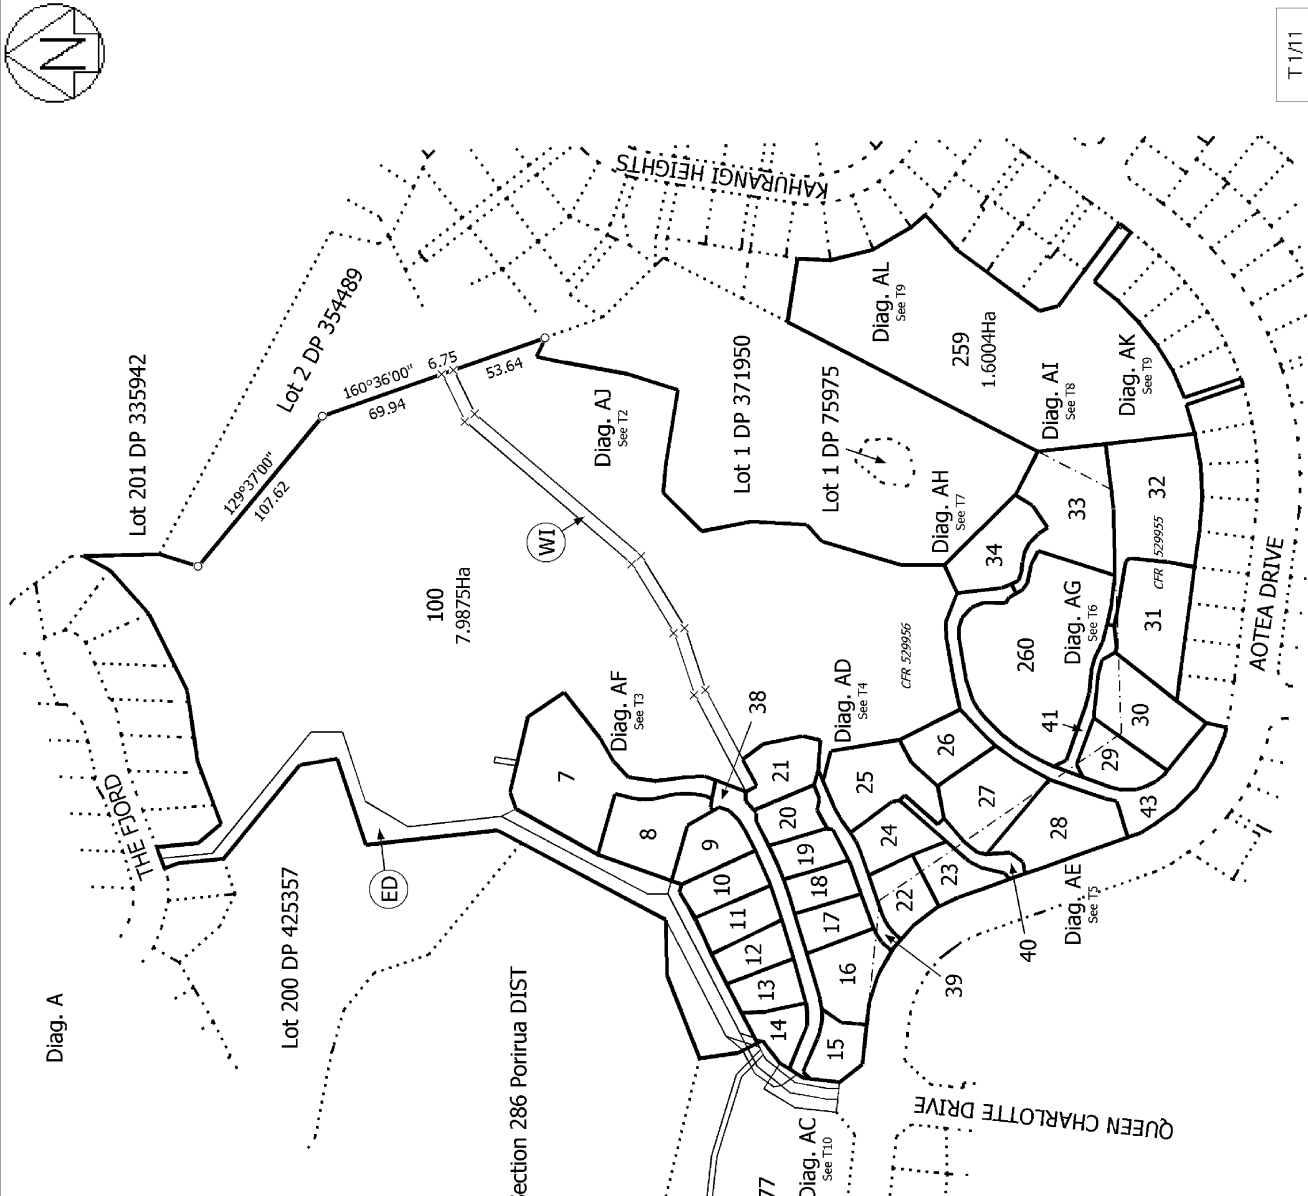 N
T 1/11
KAHURANGI HEIGHTS
Lot 201 DP 335942
Lot 2 DP 354489
129°37'00"
107.62
160°36'00"
69.94
6.75
53.64
Diag. AJ
See T2
Lot 1 DP 371950
Lot 1 DP 75975
Diag. AL
See T9
259
1.6004Ha
Diag. AI
See T8
Diag. AK
See T9
WI
100
7.9875Ha
Diag. AH
See T7
34
33
32
CFR 529955
31
Diag. AG
See T6
260
CFR 529956
AOTEA DRIVE
THE FJORD
Diag. AF
See T3
38
Diag. AD
See T4
41
30
29
43
26
27
28
25
24
23
22
21
20
19
18
17
16
15
7
8
9
10
11
12
13
14
ED
Lot 200 DP 425357
Diag. A
Diag. AE
See T5
40
39
ection 286 Porirua DIST
QUEEN CHARLOTTE DRIVE
Diag. AC
See T10
77